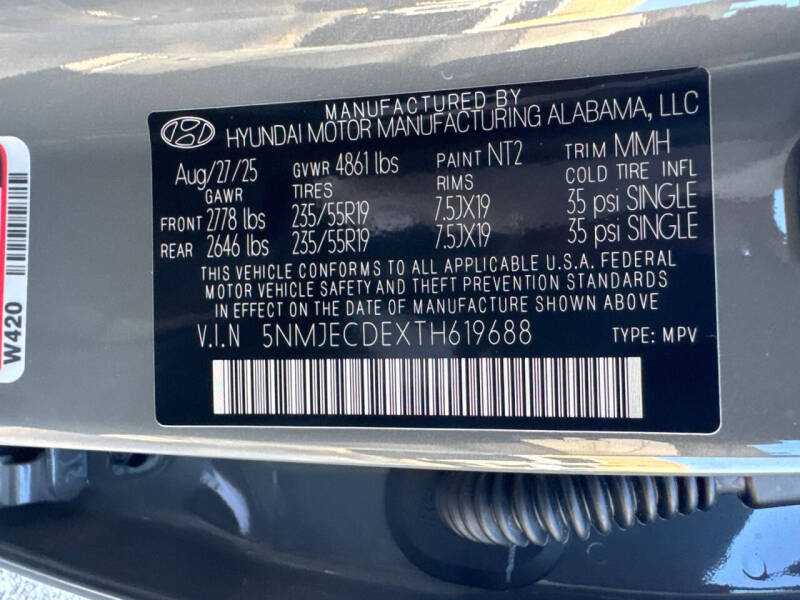 MANUFACTURED BY
HYUNDAI MOTOR MANUFACTURING ALABAMA, LLC
Aug/27/25 GVWR 4861 lbs PAINT NT2 TRIM MMH
GAWR TIRES RIMS COLD TIRE INFL
FRONT 2778 lbs 235/55R19 7.5JX19 35 psi SINGLE
REAR 2646 lbs 235/55R19 7.5JX19 35 psi SINGLE
THIS VEHICLE CONFORMS TO ALL APPLICABLE U.S.A. FEDERAL
MOTOR VEHICLE SAFETY AND THEFT PREVENTION STANDARDS
IN EFFECT ON THE DATE OF MANUFACTURE SHOWN ABOVE
V.I.N 5NMJECDEXTH619688 TYPE: MPV
W420